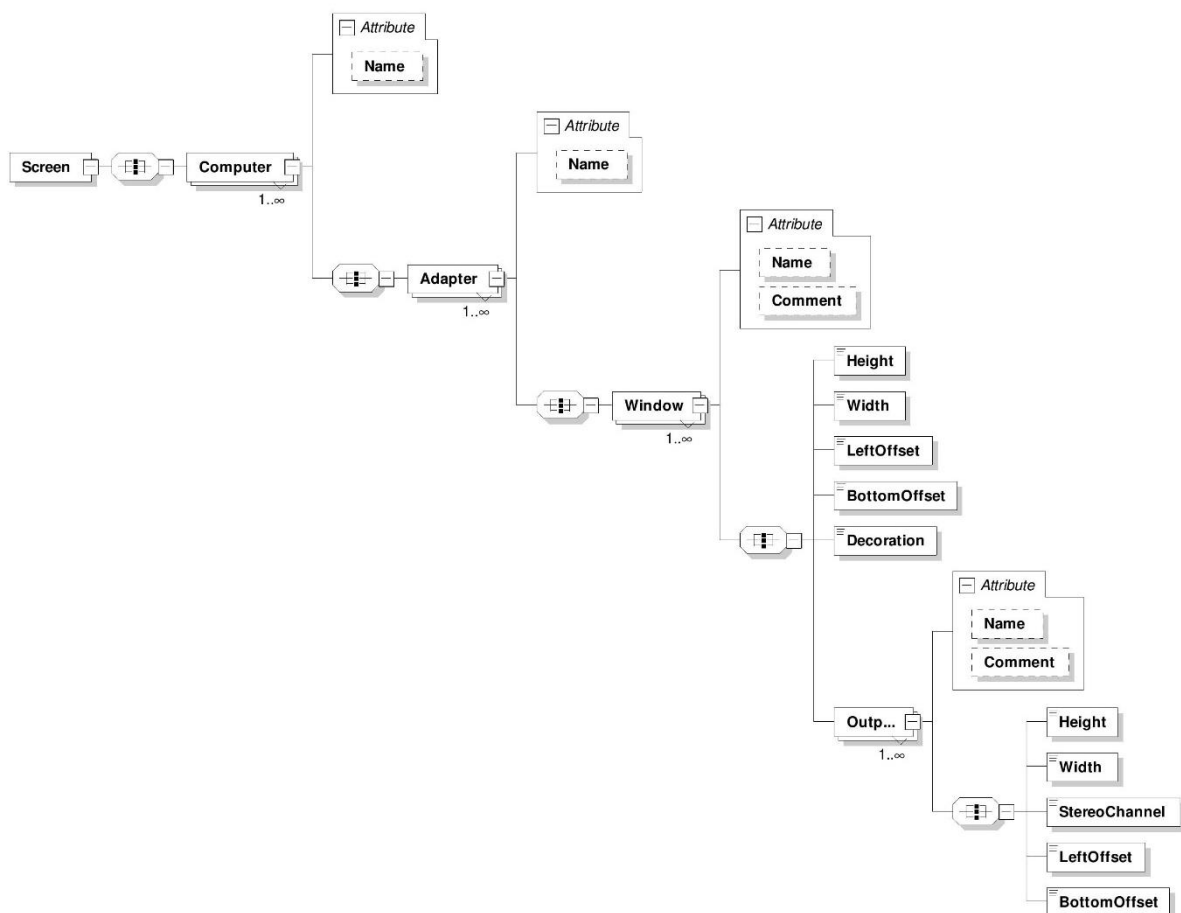 Attribute
Name
Screen
Computer
1..∞
Attribute
Name
Adapter
1..∞
Attribute
Name
Comment
Window
1..∞
Height
Width
LeftOffset
BottomOffset
Decoration
Attribute
Name
Comment
Outp...
1..∞
Height
Width
StereoChannel
LeftOffset
BottomOffset